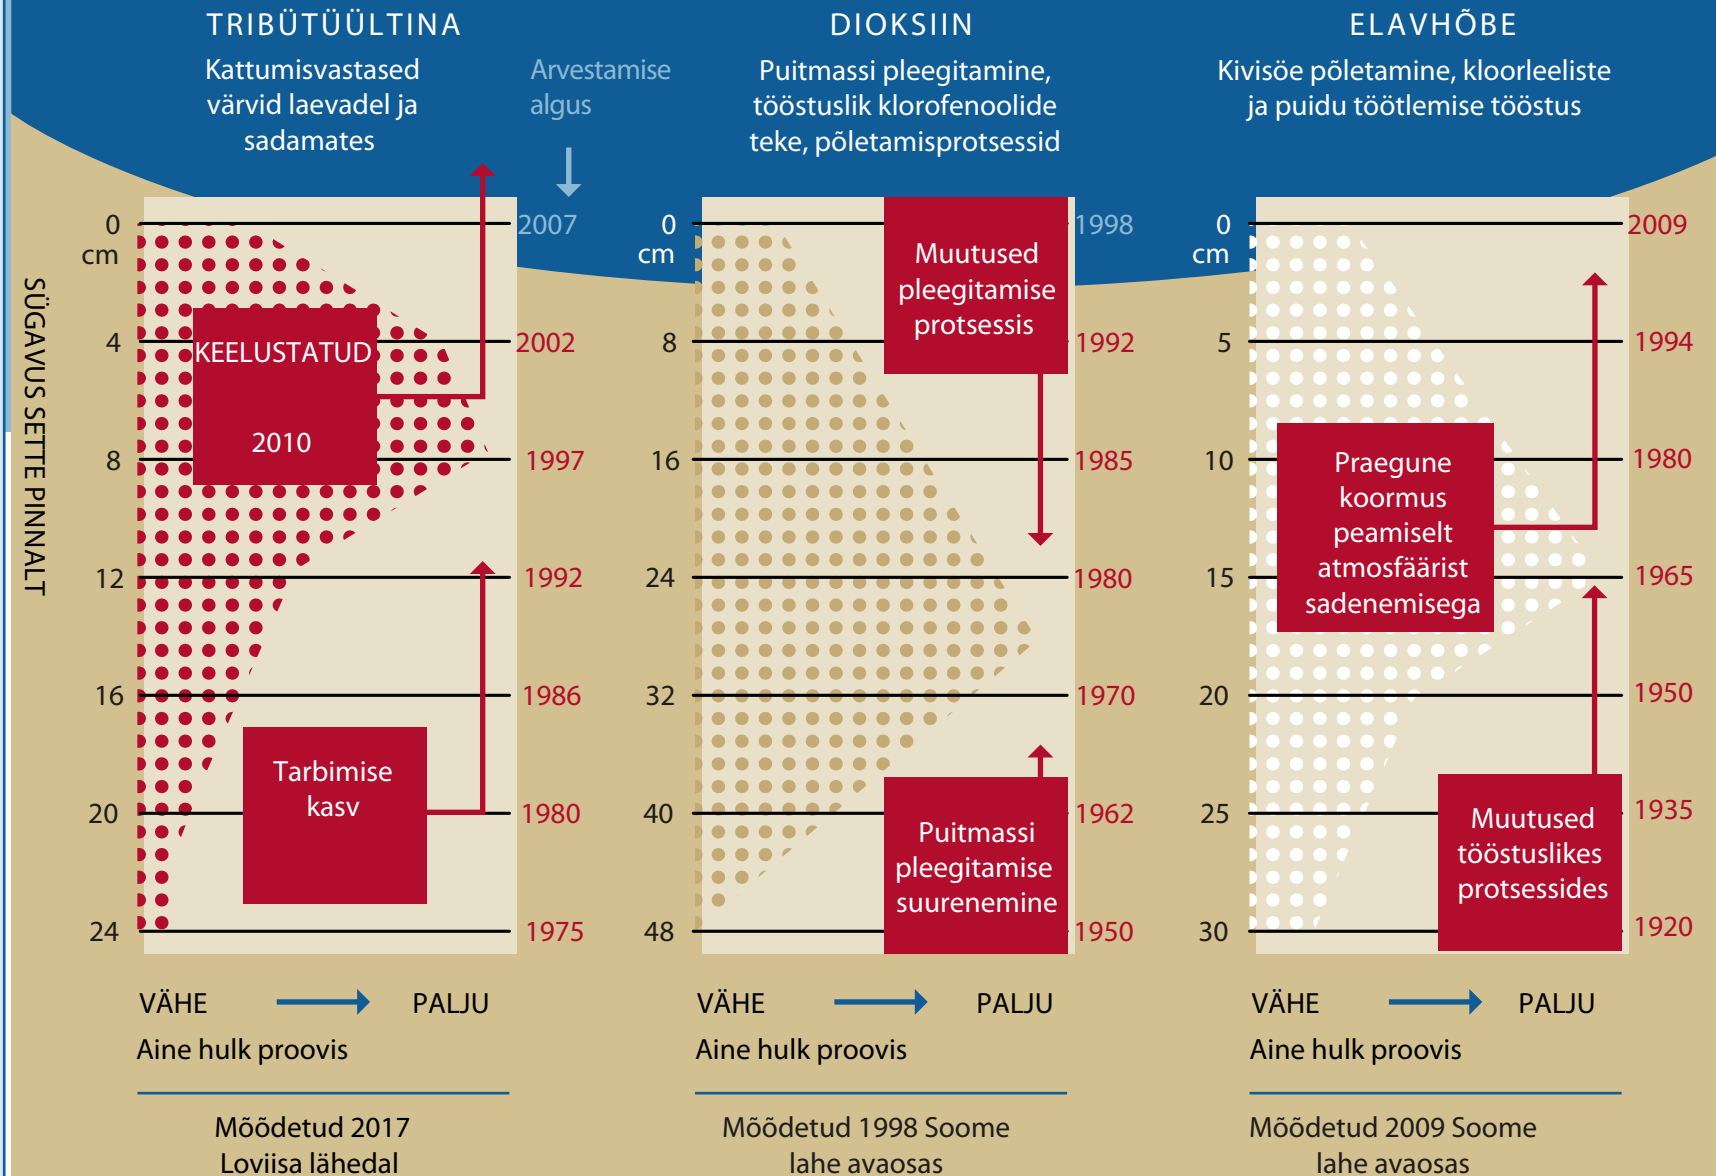 TRIBÜTÜÜLTINA
Kattumisvastased
värvid laevadel ja
sadamates
Arvestamise
algus
SÜGAVUS SETTE PINNALT
0
cm
4
8
12
16
20
24
2007
2002
1997
1992
1986
1980
1975
KEELUSTATUD
2010
Tarbimise
kasv
VÄHE
PALJU
Aine hulk proovis
Mõõdetud 2017
Loviisa lähedal
DIOKSIIN
Puitmassi pleegitamine,
tööstuslik klorofenoolide
teke, põletamisprotsessid
0
cm
8
16
24
32
40
48
1998
1992
1985
1980
1970
1962
1950
Muutused
pleegitamise
protsessis
Puitmassi
pleegitamise
suurenemine
VÄHE
PALJU
Aine hulk proovis
Mõõdetud 1998 Soome
lahe avaosas
ELAVHÕBE
Kivisöe põletamine, kloorleeliste
ja puidu töötlemise tööstus
0
cm
5
10
15
20
25
30
2009
1994
1980
1965
1950
1935
1920
Praegune
koormus
peamiselt
atmosfäärist
sadenemisega
Muutused
tööstuslikes
protsessides
VÄHE
PALJU
Aine hulk proovis
Mõõdetud 2009 Soome
lahe avaosas